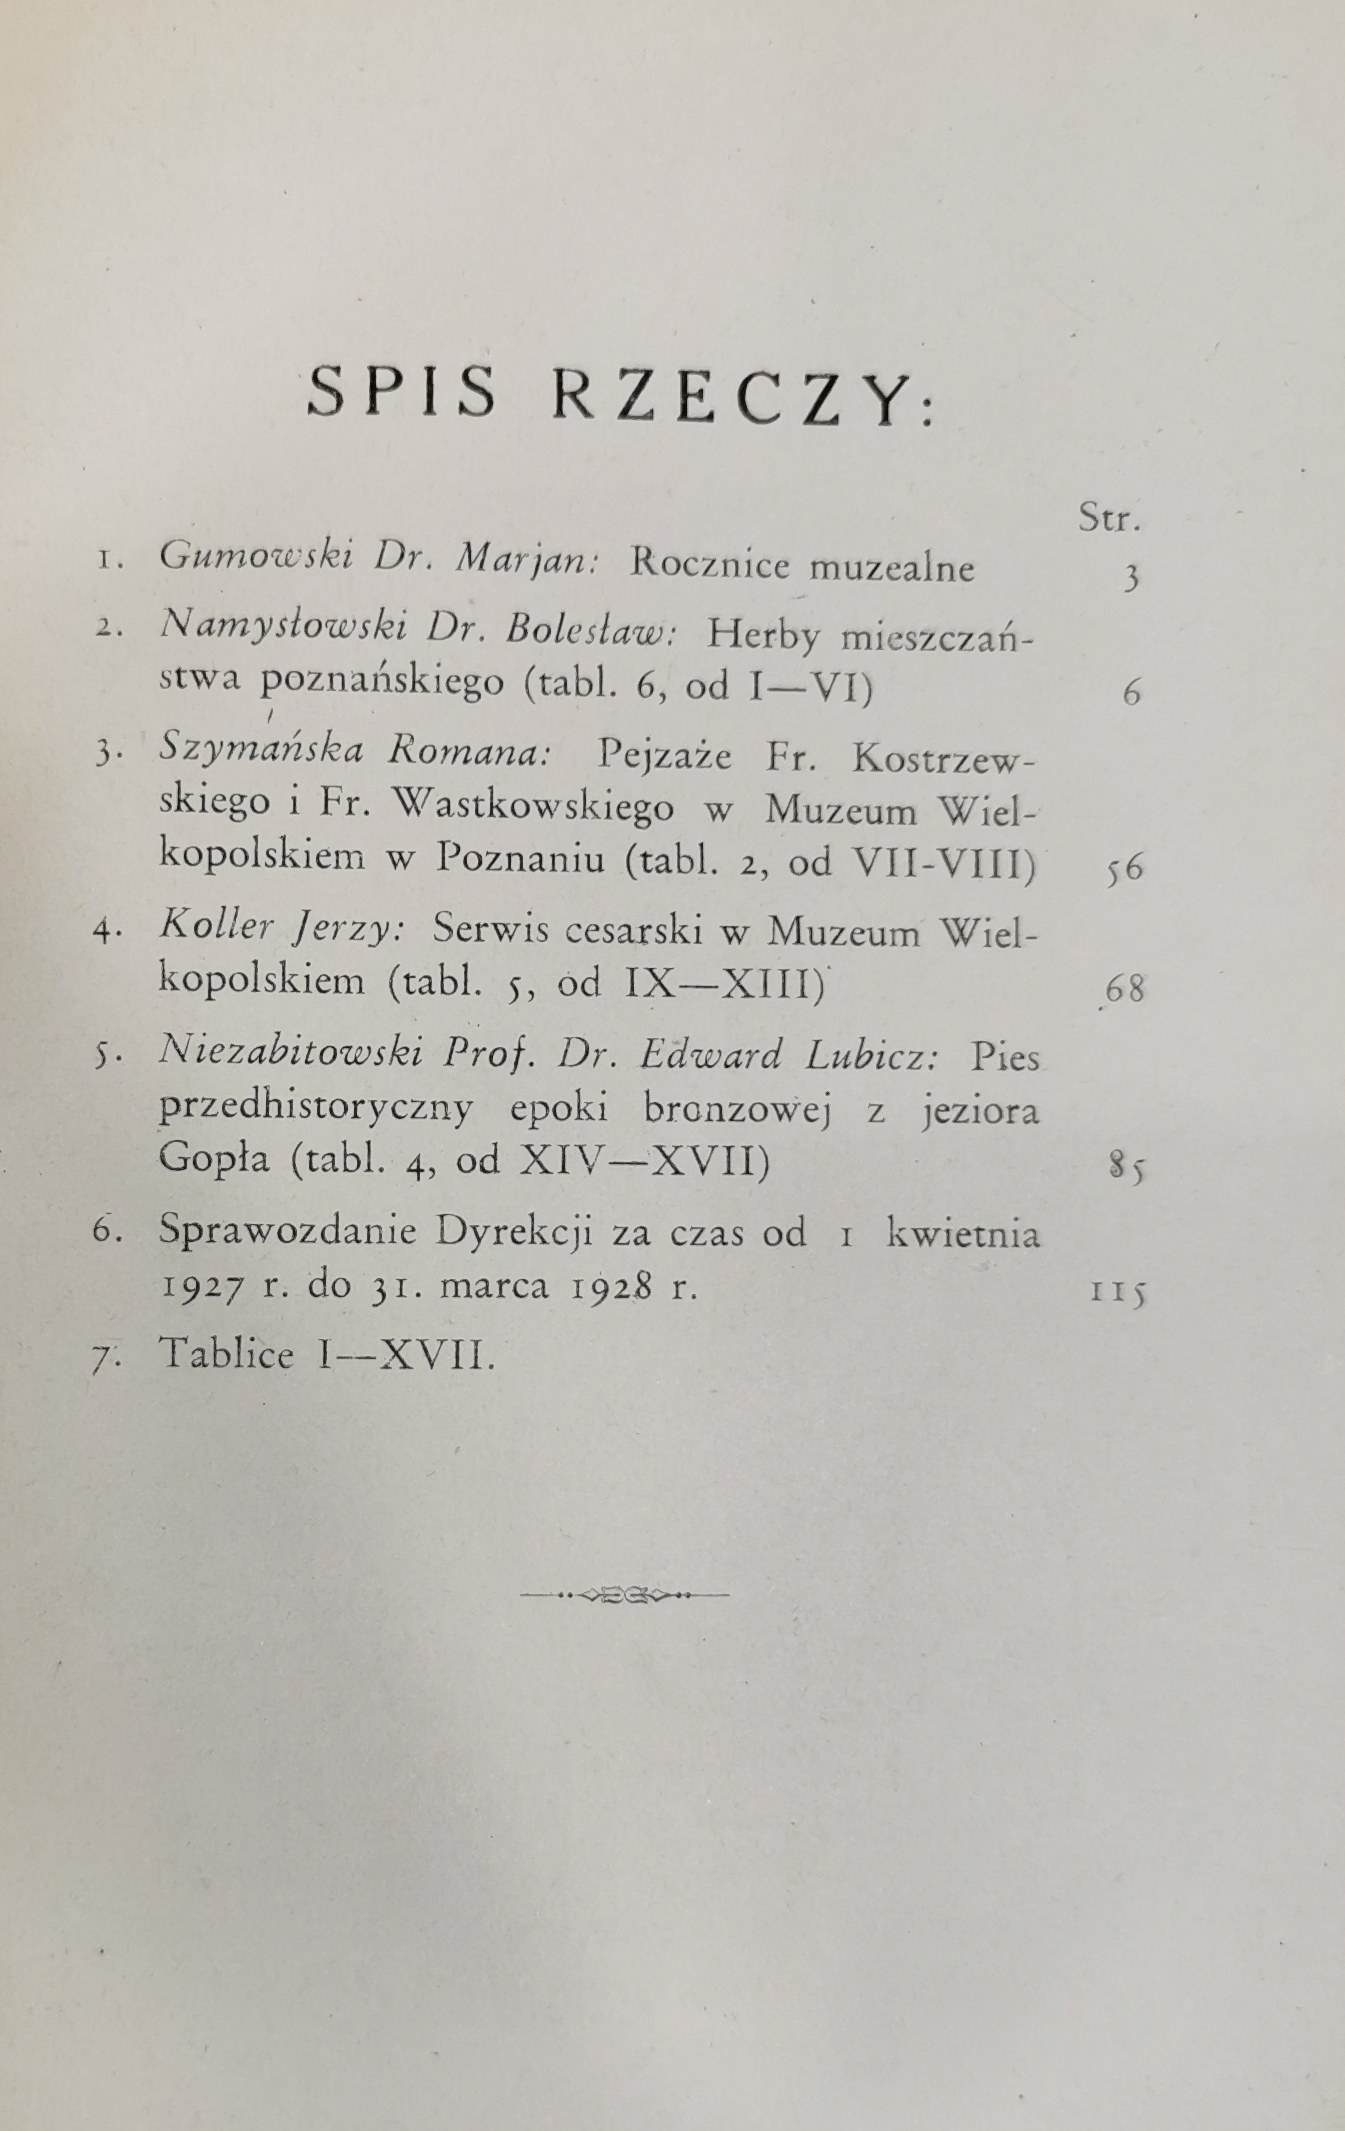 SPIS RZECZY:
Str.
1. Gumowski Dr. Marjan: Rocznice muzealne 3
2. Namysłowski Dr. Bolesław: Herby mieszczań-
stwa poznańskiego (tabl. 6, od I—VI) 6
3. Szymańska Romana: Pejzaże Fr. Kostrzew-
skiego i Fr. Wastkowskiego w Muzeum Wiel-
kopolskiem w Poznaniu (tabl. 2, od VII-VIII) 56
4. Koller Jerzy: Serwis cesarski w Muzeum Wiel-
kopolskiem (tabl. 5, od IX—XIII) 68
5. Niezabitowski Prof. Dr. Edward Lubicz: Pies
przedhistoryczny epoki bronzowej z jeziora
Gopła (tabl. 4, od XIV—XVII) 85
6. Sprawozdanie Dyrekcji za czas od 1 kwietnia
1927 r. do 31. marca 1928 r. 115
7. Tablice I—XVII.